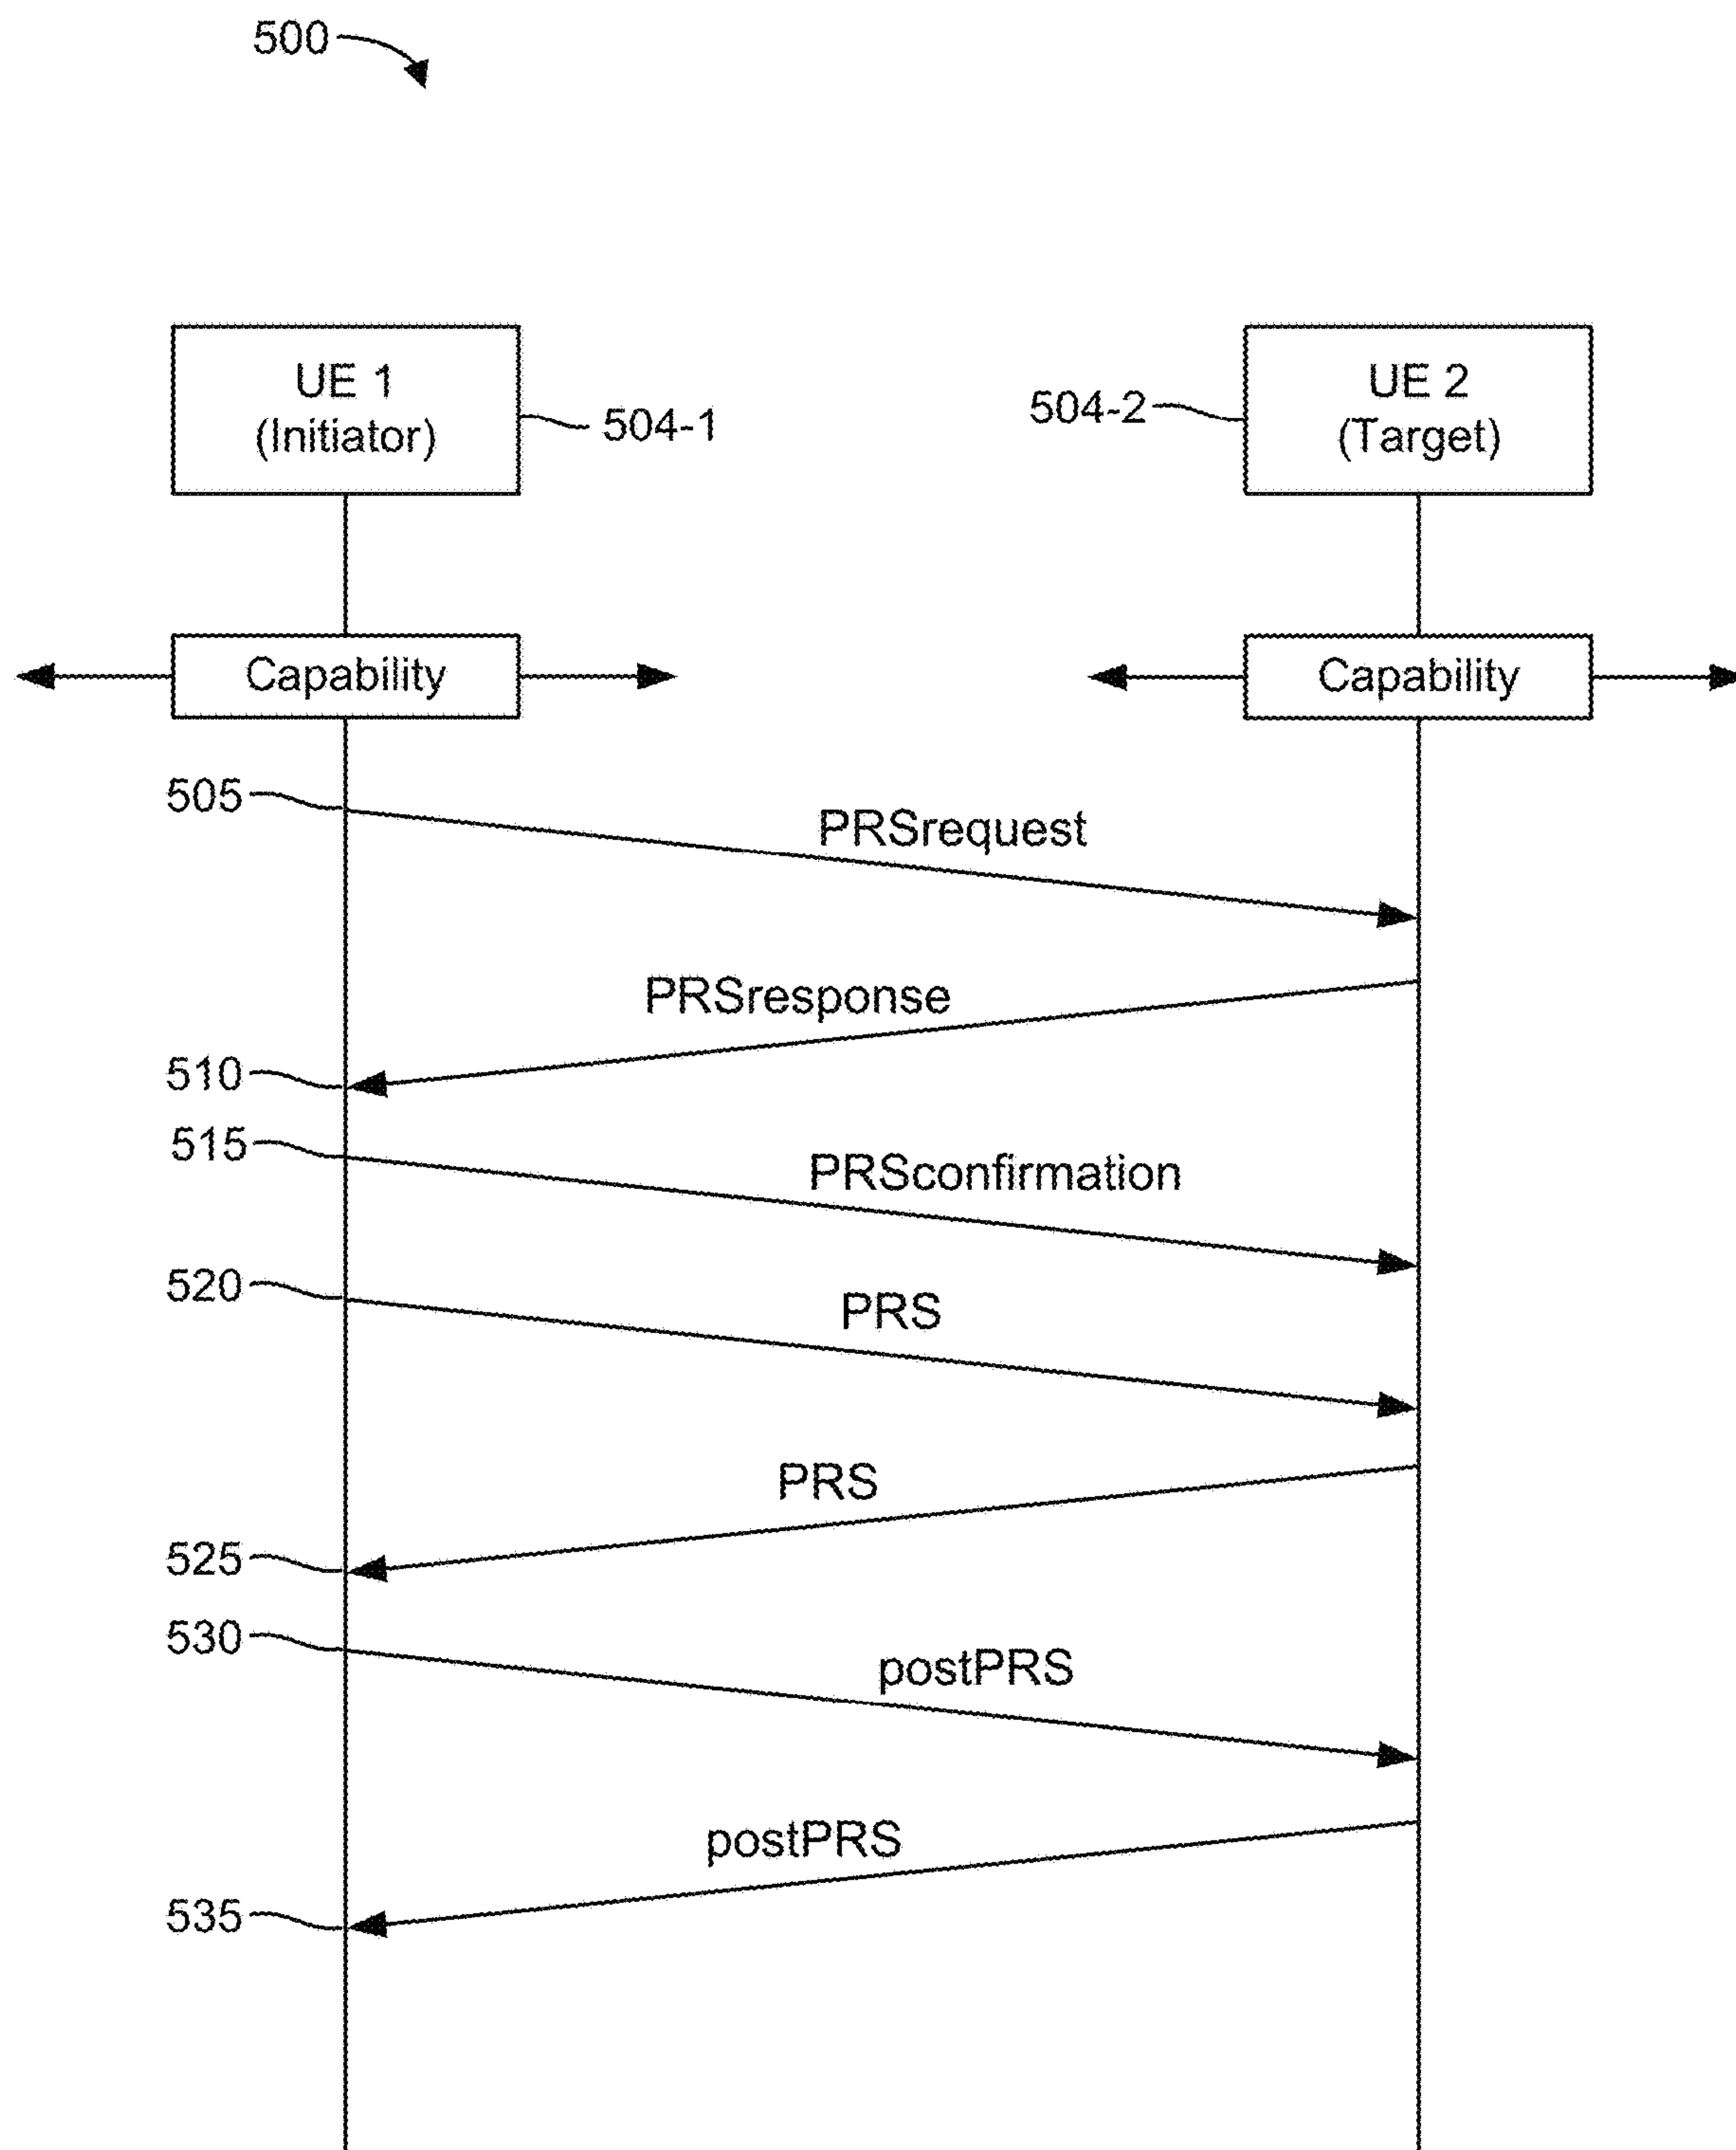 500
UE 1
(Initiator)
504-1
504-2
UE 2
(Target)
Capability
Capability
505
PRSrequest
PRSresponse
510
515
PRSconfirmation
520
PRS
PRS
525
530
postPRS
postPRS
535